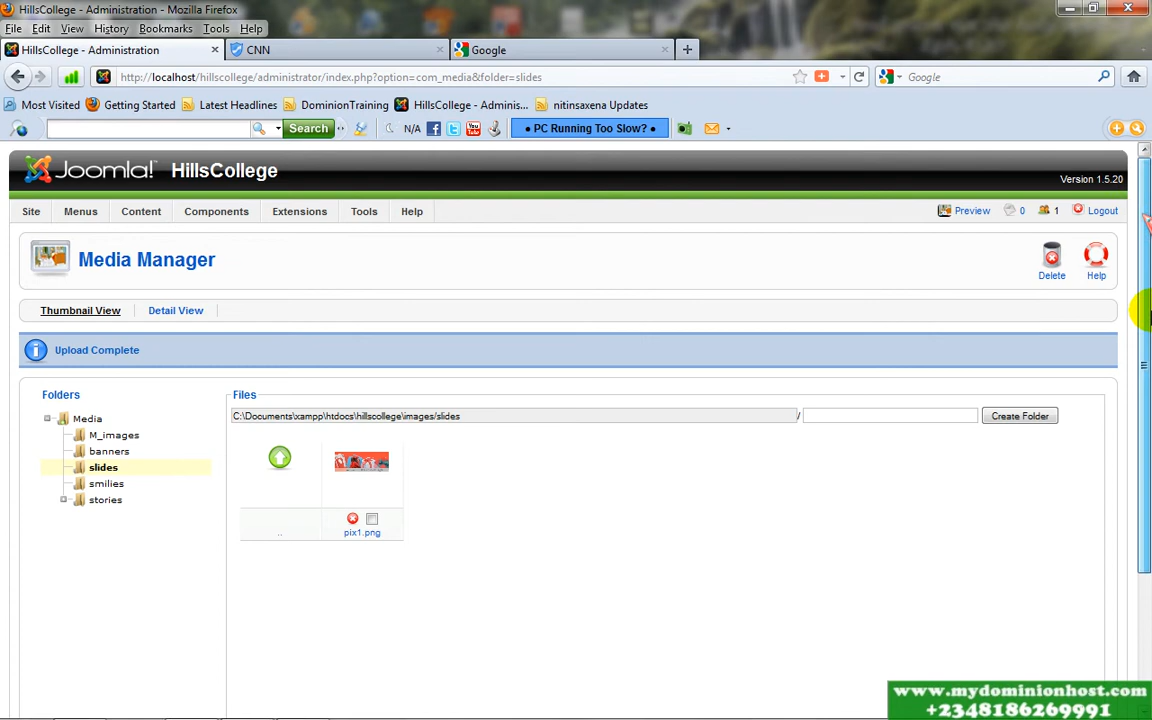 HillsCollege - Administration - Mozilla Firefox
File Edit View History Bookmarks Tools Help
HillsCollege - Administration × CNN × Google × +
http://localhost/hillscollege/administrator/index.php?option=com_media&folder=slides Google
Most Visited Getting Started Latest Headlines DominionTraining HillsCollege - Adminis... nitinsaxena Updates
Search N/A • PC Running Too Slow? •
Joomla! HillsCollege
Version 1.5.20
Site Menus Content Components Extensions Tools Help Preview 0 1 Logout
Media Manager
Delete Help
Thumbnail View Detail View
Upload Complete
Folders
Media
M_images
banners
slides
smilies
stories
Files
C:\Documents\xampp\htdocs\hillscollege\images/slides / Create Folder
.. pix1.png
www.mydominionhost.com
+2348186269991